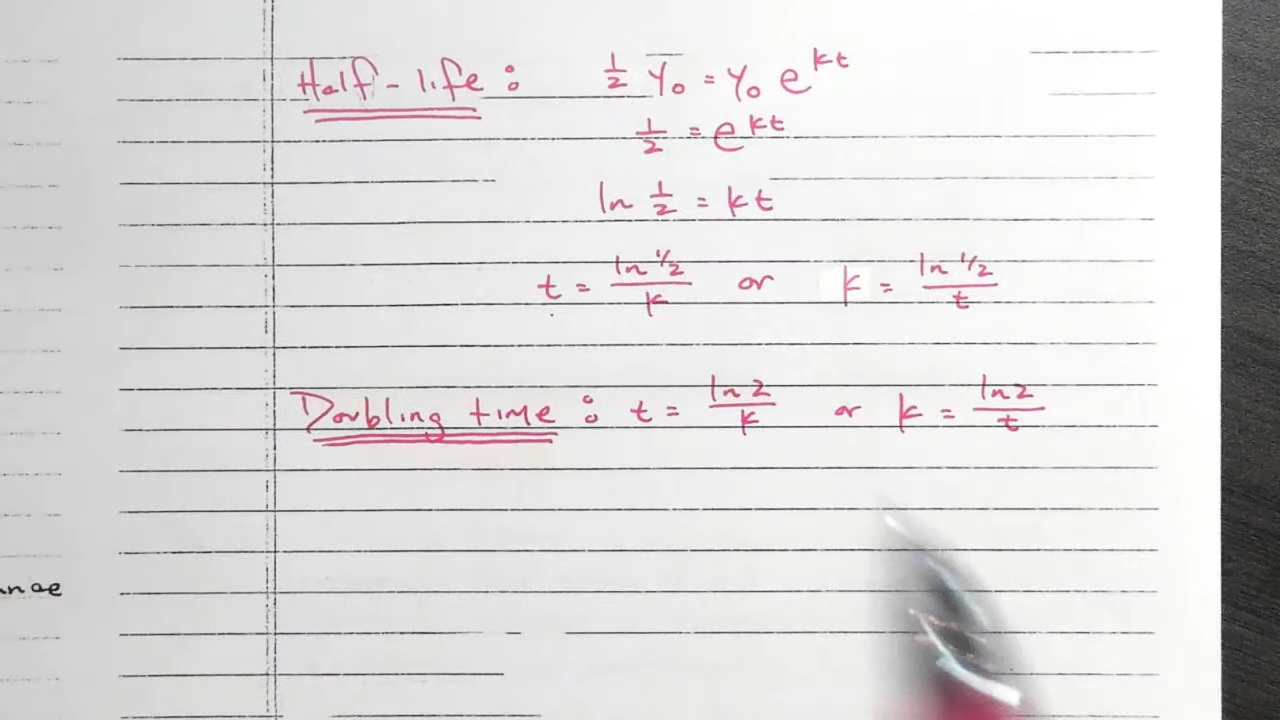 Half-life: 1/2 Y₀ = Y₀ e^kt
1/2 = e^kt
ln 1/2 = kt
t = ln 1/2 / k or k = ln 1/2 / t
Doubling time: t = ln 2 / k or k = ln 2 / t